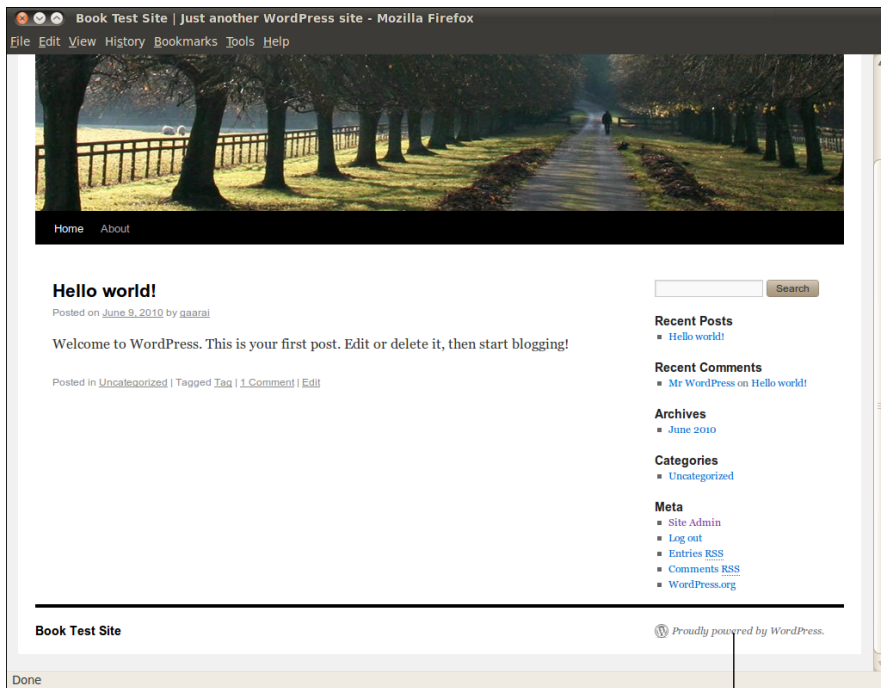 Book Test Site | Just another WordPress site - Mozilla Firefox
File Edit View History Bookmarks Tools Help
Home About
Hello world!
Posted on June 9, 2010 by gaarai
Welcome to WordPress. This is your first post. Edit or delete it, then start blogging!
Posted in Uncategorized | Tagged Tag | 1 Comment | Edit
Search
Recent Posts
Hello world!
Recent Comments
Mr WordPress on Hello world!
Archives
June 2010
Categories
Uncategorized
Meta
Site Admin
Log out
Entries RSS
Comments RSS
WordPress.org
Book Test Site
Proudly powered by WordPress.
Done